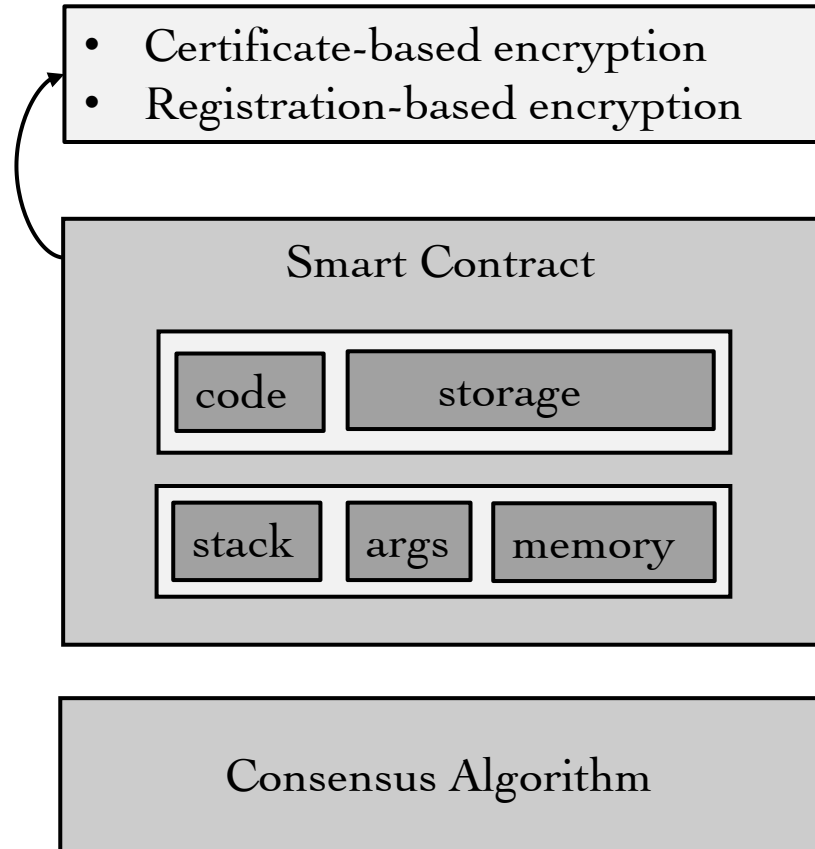 • Certificate-based encryption
• Registration-based encryption
Smart Contract
code storage
stack args memory
Consensus Algorithm